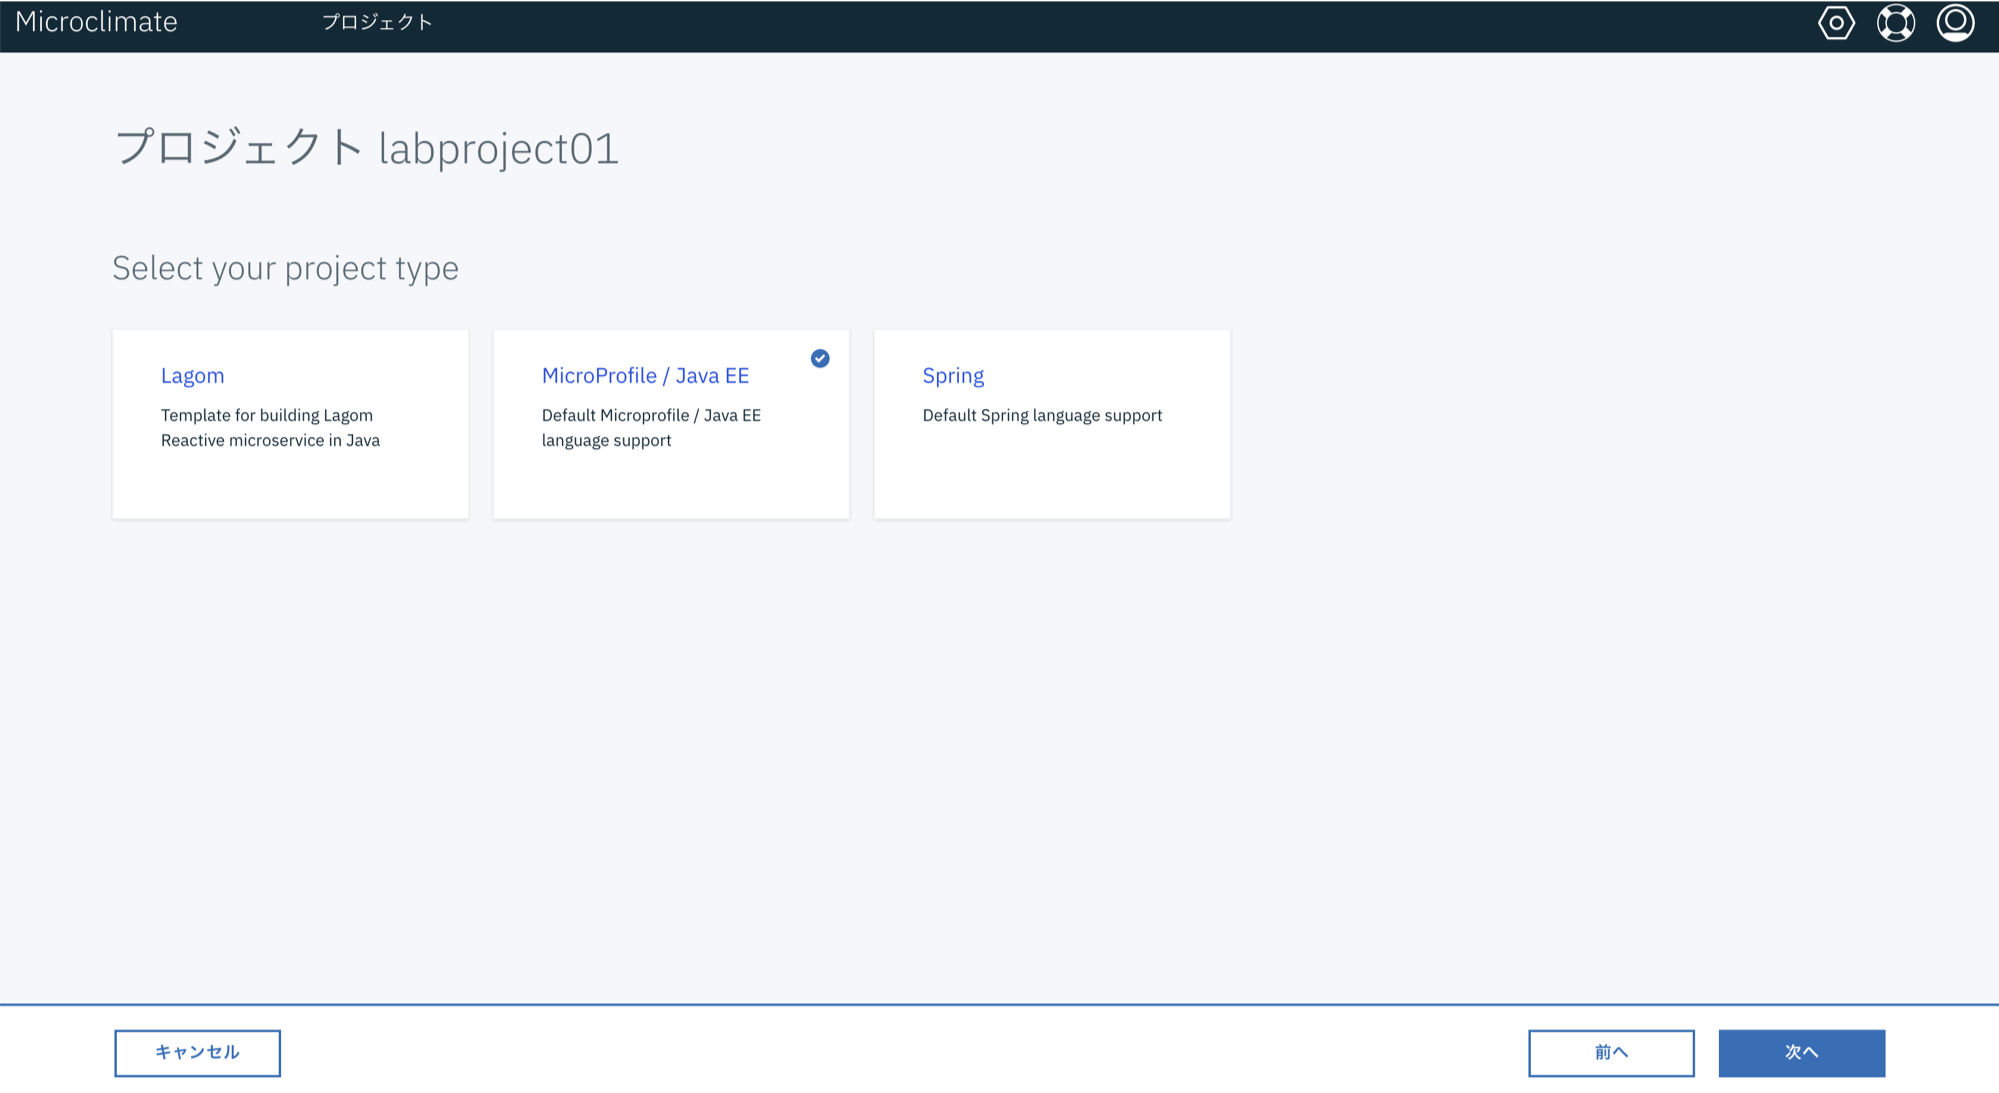 Microclimate
プロジェクト
プロジェクト labproject01
Select your project type
Lagom
Template for building Lagom
Reactive microservice in Java
MicroProfile / Java EE
Default Microprofile / Java EE
language support
Spring
Default Spring language support
キャンセル
前へ
次へ